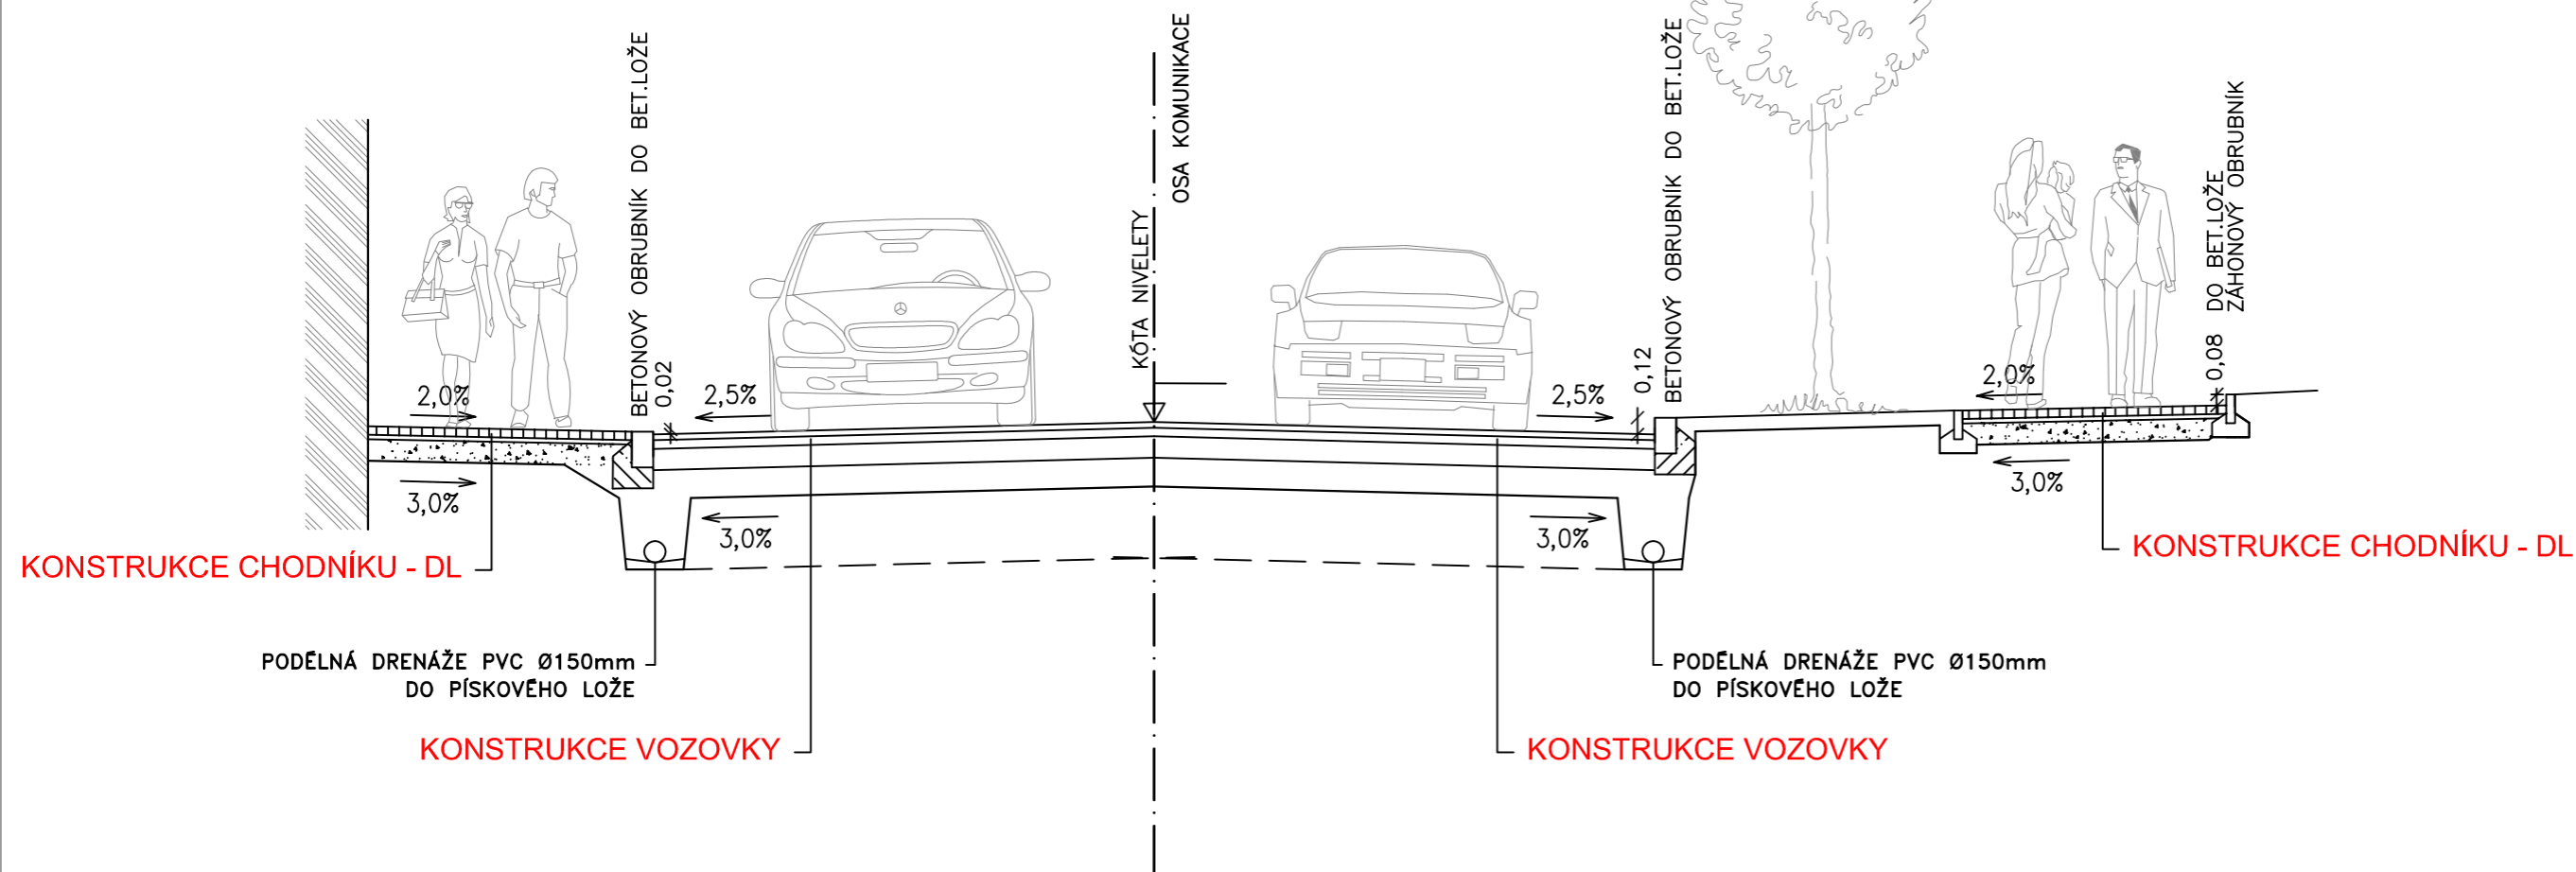 BETONOVÝ OBRUBNÍK DO BET.LOŽE
0,02
OSA KOMUNIKACE
KÓTA NIVELETY
BETONOVÝ OBRUBNÍK DO BET.LOŽE
0,12
DO BET.LOŽE
ZÁHONOVÝ OBRUBNÍK
0,08
2,0%
2,5%
2,5%
2,0%
3,0%
3,0%
3,0%
3,0%
KONSTRUKCE CHODNÍKU - DL
KONSTRUKCE CHODNÍKU - DL
PODÉLNÁ DRENÁŽE PVC Ø150mm
DO PÍSKOVÉHO LOŽE
PODÉLNÁ DRENÁŽE PVC Ø150mm
DO PÍSKOVÉHO LOŽE
KONSTRUKCE VOZOVKY
KONSTRUKCE VOZOVKY